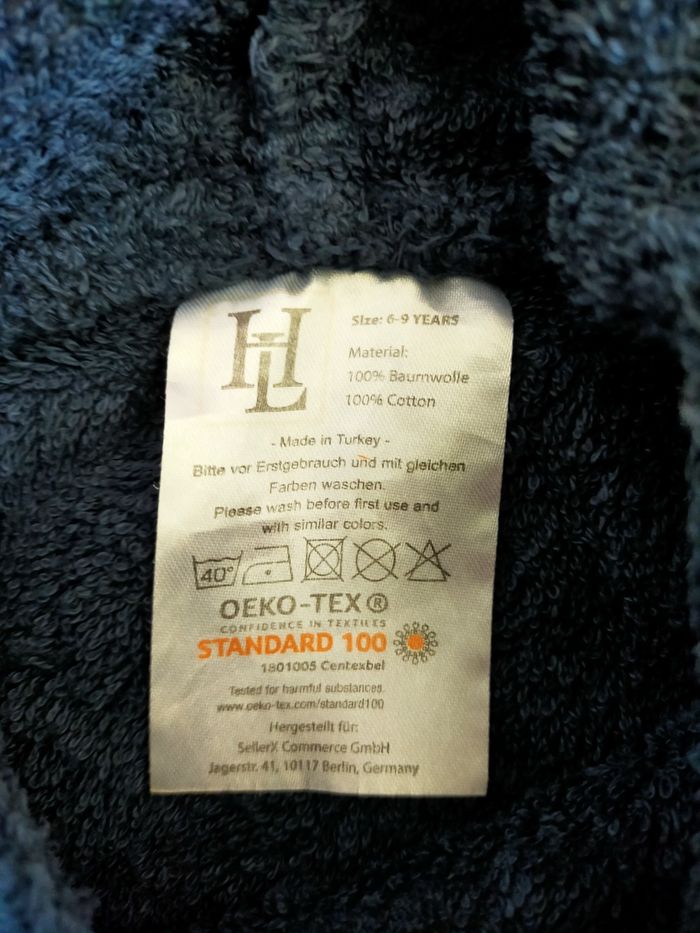 HL
Size: 6-9 YEARS
Material:
100% Baumwolle
100% Cotton
- Made in Turkey -
Bitte vor Erstgebrauch und mit gleichen
Farben waschen.
Please wash before first use and
with similar colors.
40°
OEKO-TEX®
CONFIDENCE IN TEXTILES
STANDARD 100
1801005 Centexbel
Tested for harmful substances.
www.oeko-tex.com/standard100
Hergestellt für:
SellerX Commerce GmbH
Jagerstr. 41, 10117 Berlin, Germany